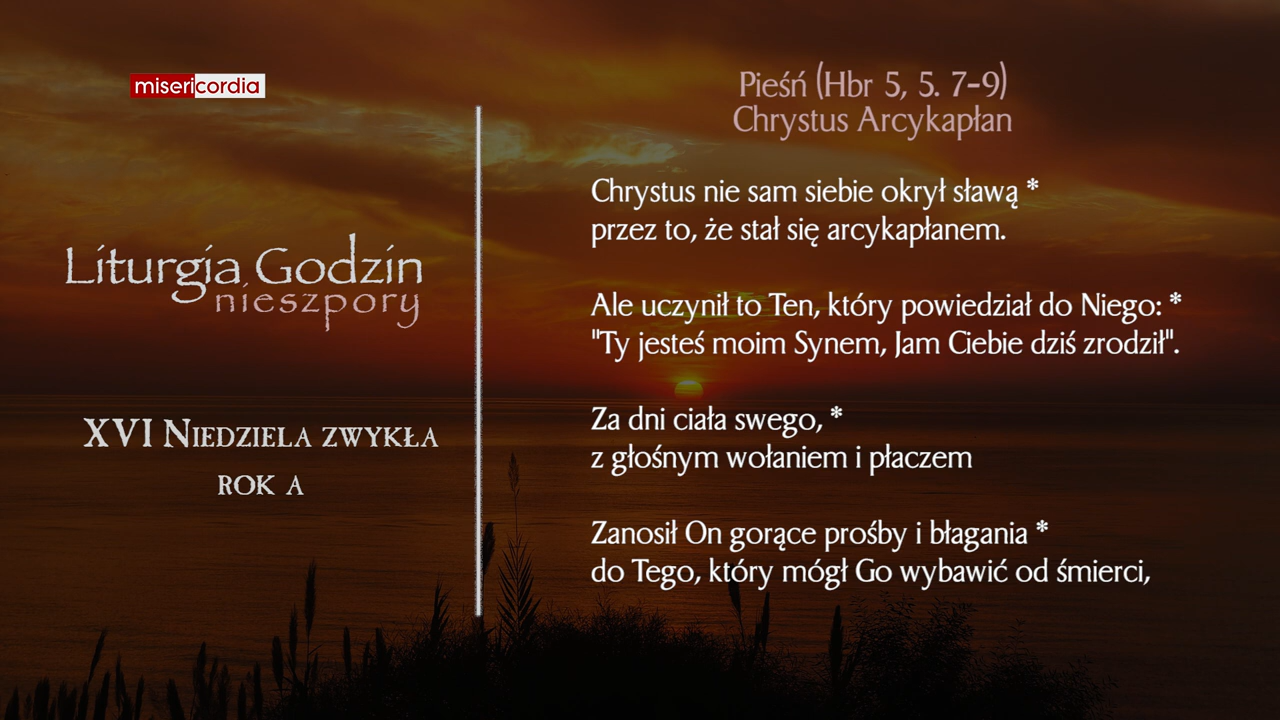 misericordia
Liturgia Godzin
nieszpory
XVI Niedziela zwykła
rok A
Pieśń (Hbr 5, 5. 7-9)
Chrystus Arcykapłan
Chrystus nie sam siebie okrył sławą *
przez to, że stał się arcykapłanem.
Ale uczynił to Ten, który powiedział do Niego: *
"Ty jesteś moim Synem, Jam Ciebie dziś zrodził".
Za dni ciała swego, *
z głośnym wołaniem i płaczem
Zanosił On gorące prośby i błagania *
do Tego, który mógł Go wybawić od śmierci,